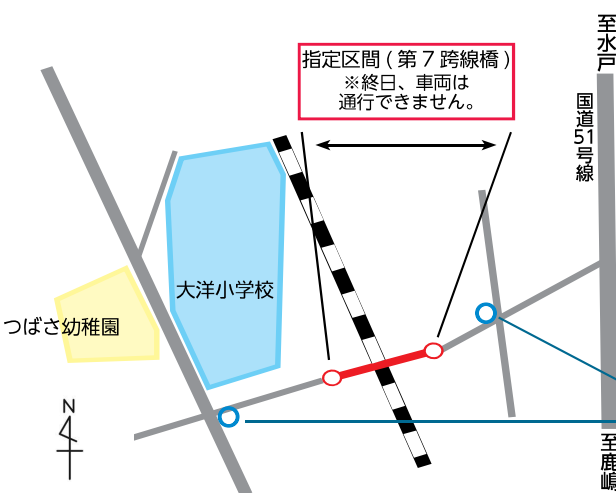 至水戸
指定区間(第7跨線橋)
※終日、車両は
通行できません。
国道51号線
大洋小学校
つばさ幼稚園
N
至鹿嶋